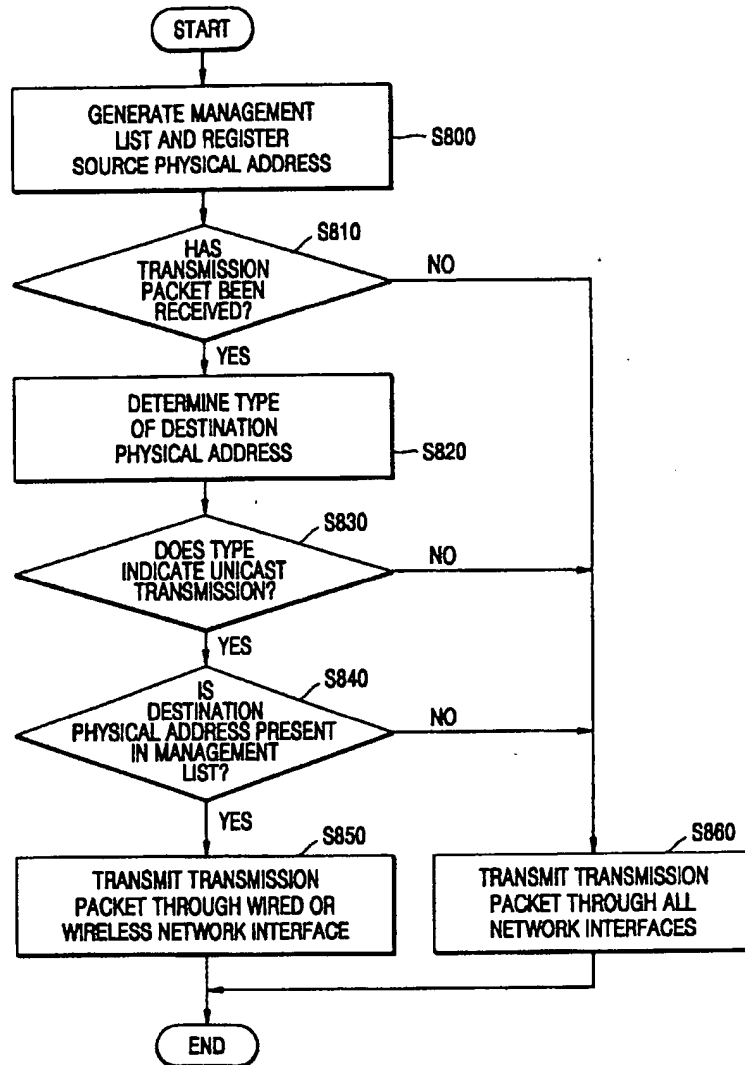 START
GENERATE MANAGEMENT
LIST AND REGISTER
SOURCE PHYSICAL ADDRESS
S800
HAS
TRANSMISSION
PACKET BEEN
RECEIVED?
S810
NO
YES
DETERMINE TYPE
OF DESTINATION
PHYSICAL ADDRESS
S820
DOES TYPE
INDICATE UNICAST
TRANSMISSION?
S830
NO
YES
IS
DESTINATION
PHYSICAL ADDRESS PRESENT
IN MANAGEMENT
LIST?
S840
NO
YES
S850
TRANSMIT TRANSMISSION
PACKET THROUGH WIRED OR
WIRELESS NETWORK INTERFACE
S860
TRANSMIT TRANSMISSION
PACKET THROUGH ALL
NETWORK INTERFACES
END